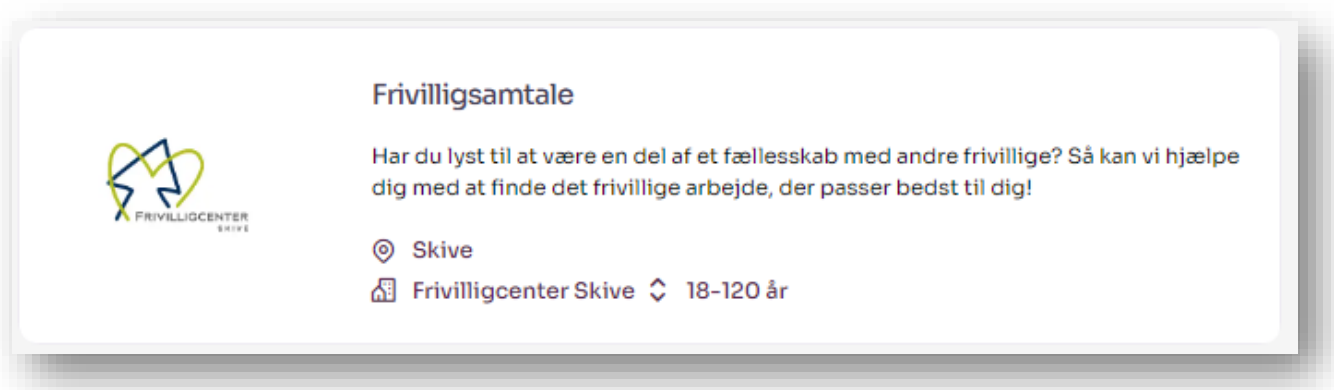 Frivilligsamtale
Har du lyst til at være en del af et fællesskab med andre frivillige? Så kan vi hjælpe
dig med at finde det frivillige arbejde, der passer bedst til dig!
FRIVILLIGCENTER
SKIVE
Skive
Frivilligcenter Skive 18-120 år